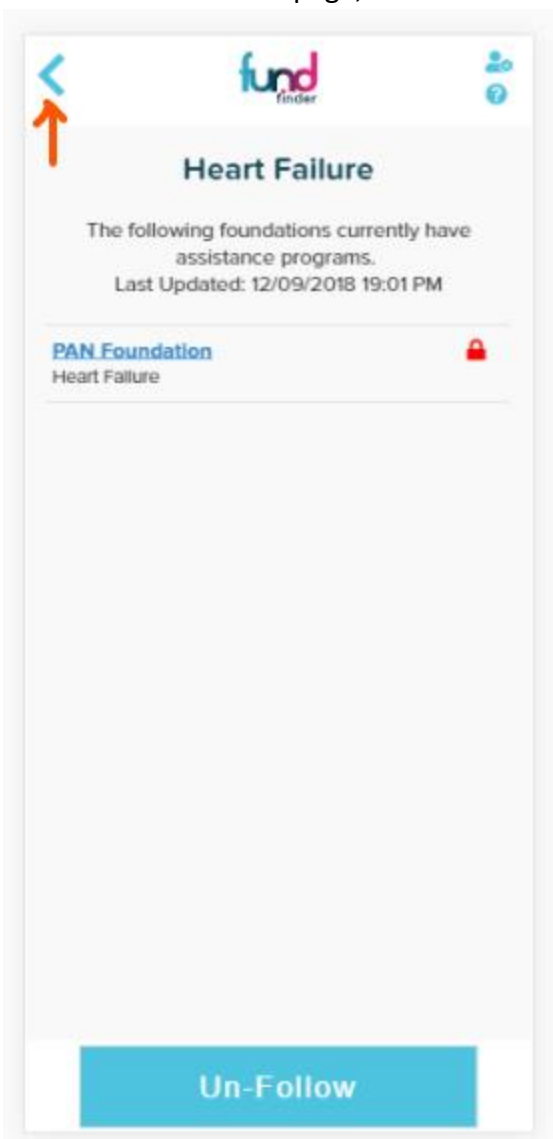 page,
fund
finder
Heart Failure
The following foundations currently have
assistance programs.
Last Updated: 12/09/2018 19:01 PM
PAN Foundation
Heart Failure
Un-Follow